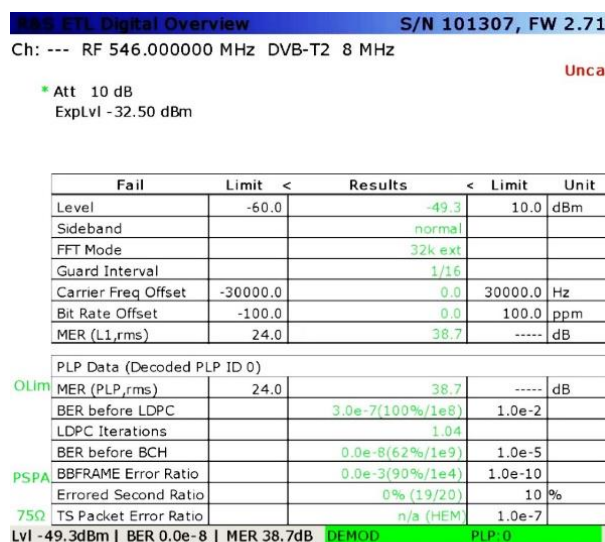 R&S ETL Digital Overview S/N 101307, FW 2.71
Ch: --- RF 546.000000 MHz DVB-T2 8 MHz
Unca
* Att 10 dB
ExpLvl -32.50 dBm
Fail Limit < Results < Limit Unit
Level -60.0 -49.3 10.0 dBm
Sideband normal
FFT Mode 32k ext
Guard Interval 1/16
Carrier Freq Offset -30000.0 0.0 30000.0 Hz
Bit Rate Offset -100.0 0.0 100.0 ppm
MER (L1,rms) 24.0 38.7 ----- dB
PLP Data (Decoded PLP ID 0)
OLim MER (PLP,rms) 24.0 38.7 ----- dB
BER before LDPC 3.0e-7(100%/1e8) 1.0e-2
LDPC Iterations 1.04
BER before BCH 0.0e-8(62%/1e9) 1.0e-5
PSPA BBFRAME Error Ratio 0.0e-3(90%/1e4) 1.0e-10
Errored Second Ratio 0% (19/20) 10 %
75Ω TS Packet Error Ratio n/a (HEM) 1.0e-7
Lvl -49.3dBm | BER 0.0e-8 | MER 38.7dB DEMOD PLP:0